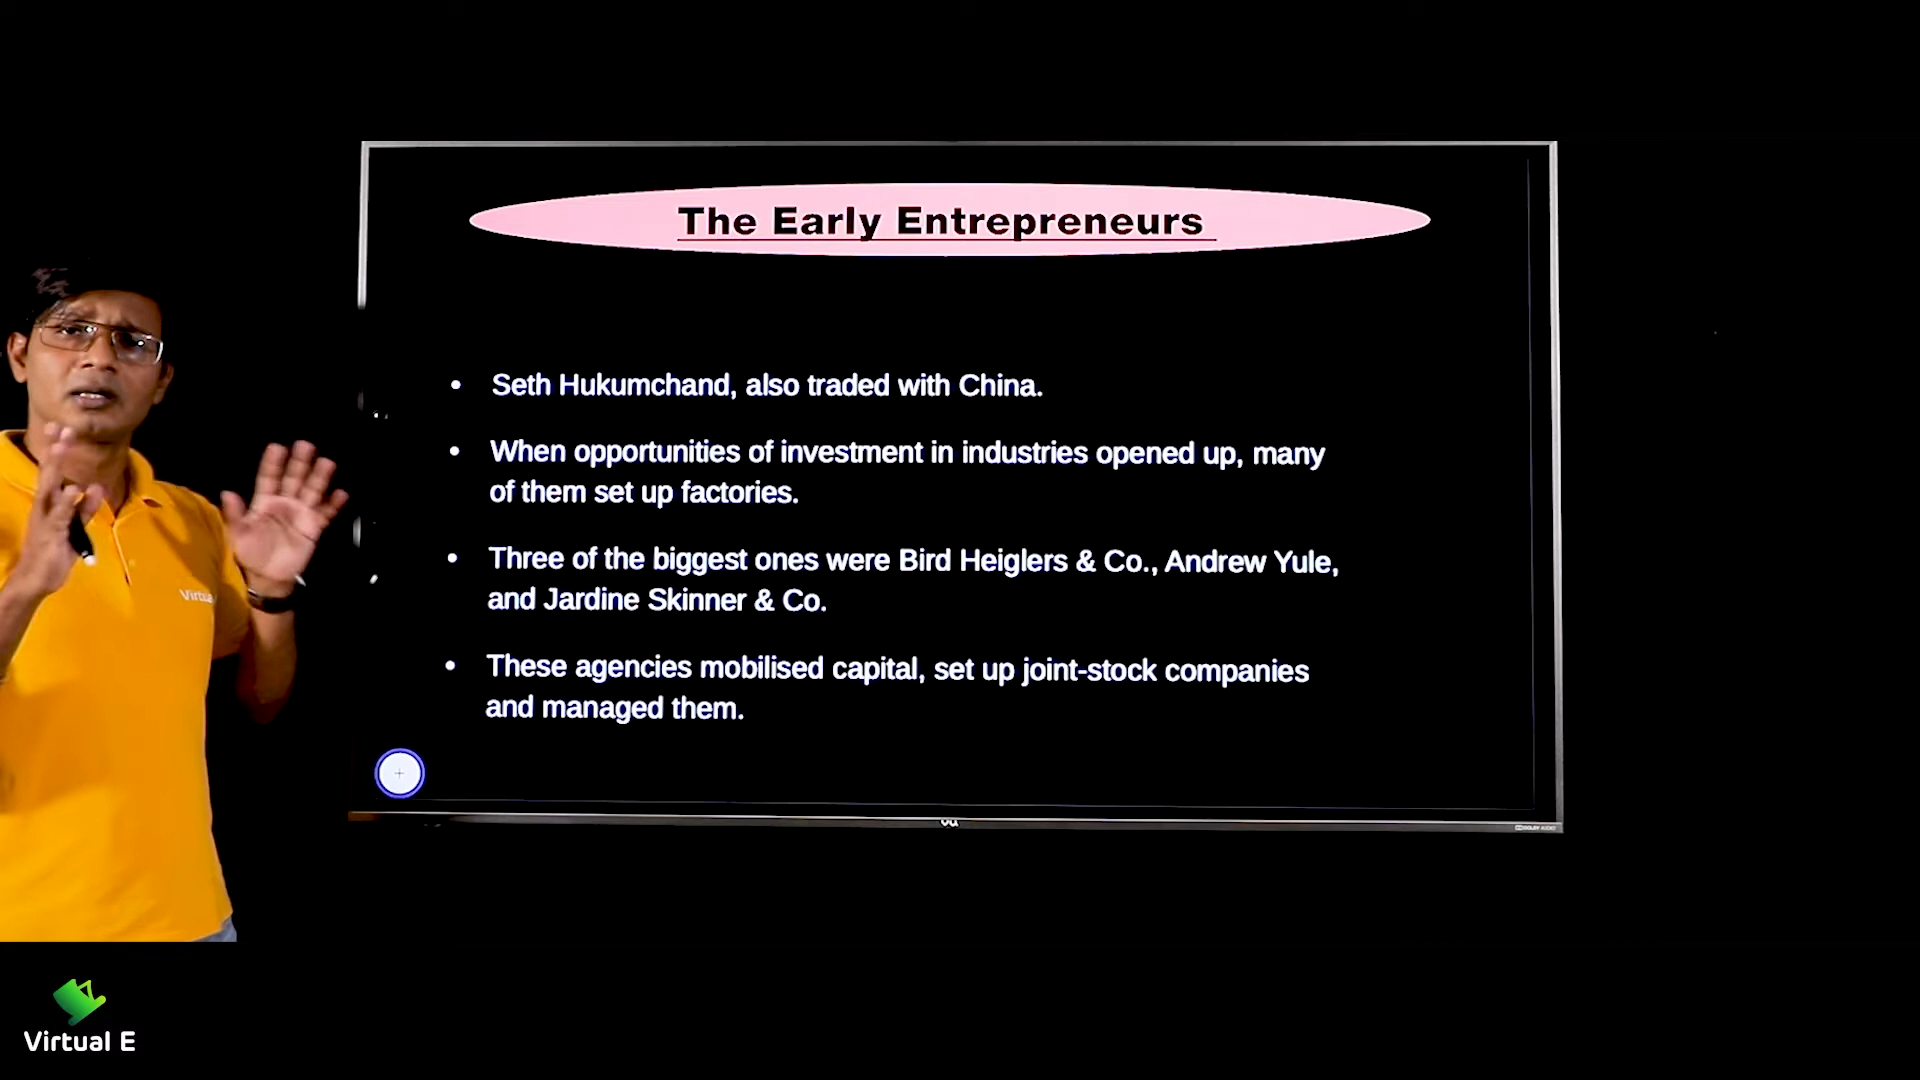 The Early Entrepreneurs
• Seth Hukumchand, also traded with China.
• When opportunities of investment in industries opened up, many
of them set up factories.
• Three of the biggest ones were Bird Heiglers & Co., Andrew Yule,
and Jardine Skinner & Co.
• These agencies mobilised capital, set up joint-stock companies
and managed them.
Virtua
Virtual E